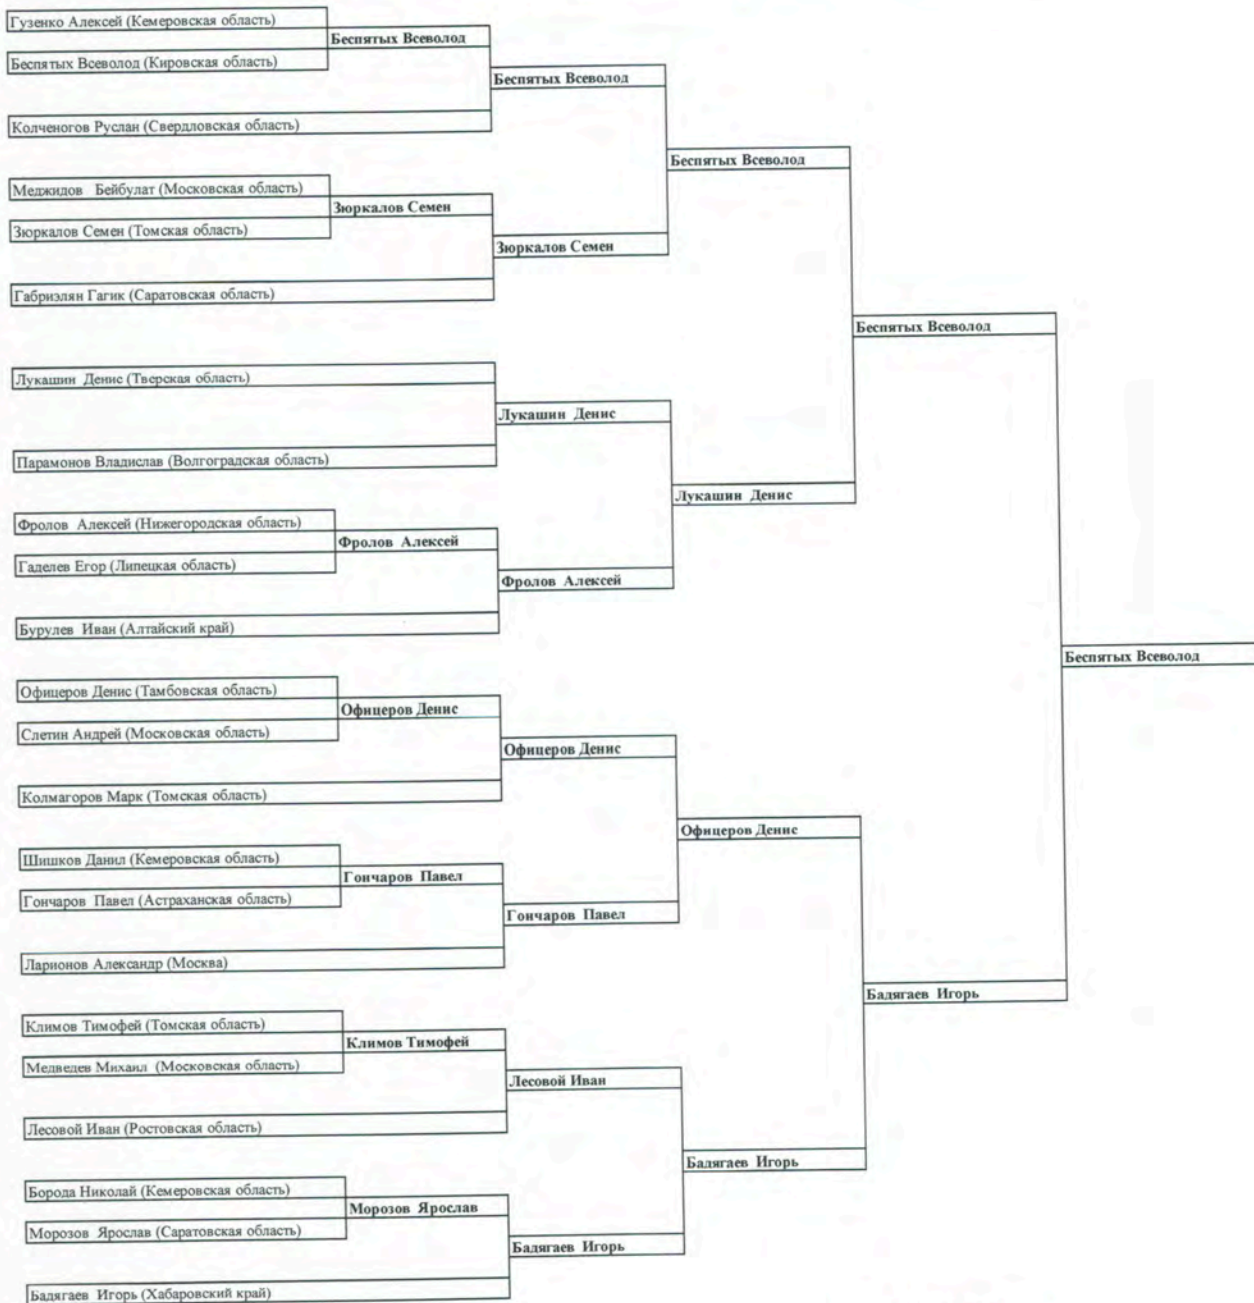 Гузенко Алексей (Кемеровская область)
Беспятых Всеволод
Беспятых Всеволод (Кировская область)
Беспятых Всеволод
Колченогов Руслан (Свердловская область)
Беспятых Всеволод
Меджидов Бейбулат (Московская область)
Зюркалов Семен
Зюркалов Семен (Томская область)
Зюркалов Семен
Габриэлян Гагик (Саратовская область)
Беспятых Всеволод
Лукашин Денис (Тверская область)
Лукашин Денис
Парамонов Владислав (Волгоградская область)
Лукашин Денис
Фролов Алексей (Нижегородская область)
Фролов Алексей
Гаделев Егор (Липецкая область)
Фролов Алексей
Бурулев Иван (Алтайский край)
Беспятых Всеволод
Офицеров Денис (Тамбовская область)
Офицеров Денис
Слетин Андрей (Московская область)
Офицеров Денис
Колмагоров Марк (Томская область)
Офицеров Денис
Шишков Данил (Кемеровская область)
Гончаров Павел
Гончаров Павел (Астраханская область)
Гончаров Павел
Ларионов Александр (Москва)
Бадягаев Игорь
Климов Тимофей (Томская область)
Климов Тимофей
Медведев Михаил (Московская область)
Лесовой Иван
Лесовой Иван (Ростовская область)
Бадягаев Игорь
Борода Николай (Кемеровская область)
Морозов Ярослав
Морозов Ярослав (Саратовская область)
Бадягаев Игорь
Бадягаев Игорь (Хабаровский край)